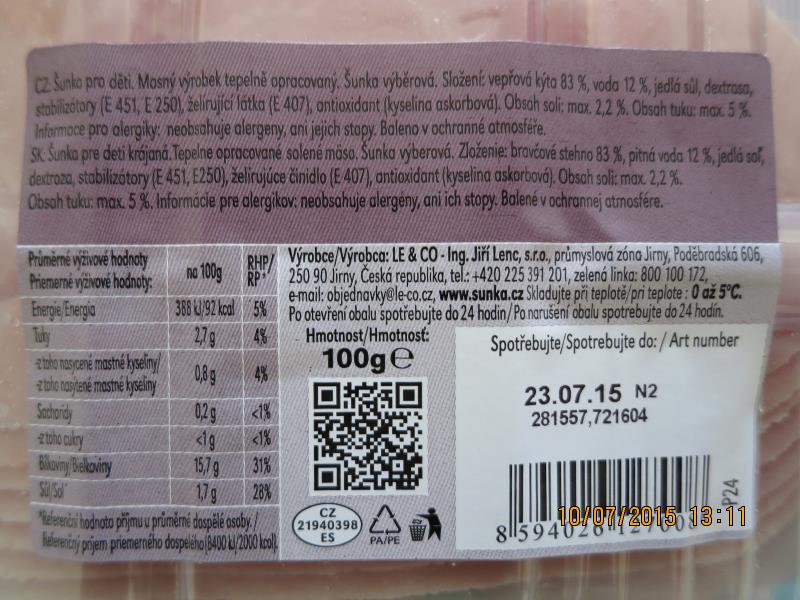 CZ: Šunka pro děti. Masný výrobek tepelně opracovaný. Šunka výběrová. Složení: vepřová kýta 83 %, voda 12 %, jedlá sůl, dextrosa,
stabilizátory (E 451, E 250), želírující látka (E 407), antioxidant (kyselina askorbová). Obsah soli: max. 2,2 %. Obsah tuku: max. 5 %.
Informace pro alergiky: neobsahuje alergeny, ani jejich stopy. Baleno v ochranné atmosféře.
SK: Šunka pre deti krájaná. Tepelne opracované solené mäso. Šunka výberová. Zloženie: bravčové stehno 83 %, pitná voda 12 %, jedlá soľ,
dextroza, stabilizátory (E 451, E250), želírujúce činidlo (E 407), antioxidant (kyselina askorbová). Obsah soli: max. 2,2 %.
Obsah tuku: max. 5 %. Informácie pre alergikov: neobsahuje alergény, ani ich stopy. Balené v ochrannej atmosfére.
Průměrné výživové hodnoty
Priemerné výživové hodnoty:
na 100g
RHP/
RP*
Energie/Energia 388 kJ/92 kcal 5%
Tuky 2,7 g 4%
-z toho nasycené mastné kyseliny/
-z toho nasýtené mastné kyseliny
0,8 g 4%
Sacharidy 0,2 g <1%
-z toho cukry <1 g <1%
Bílkoviny/Bielkoviny 15,7 g 31%
Sůl/Soľ 1,7 g 28%
*Referenční hodnota příjmu u průměrné dospělé osoby. /
Referenčný príjem priemerného dospelého (8400 kJ/2000 kcal).
Výrobce/Výrobca: LE & CO - Ing. Jiří Lenc, s.r.o., průmyslová zóna Jirny, Poděbradská 606,
250 90 Jirny, Česká republika, tel.: +420 225 391 201, zelená linka: 800 100 172,
e-mail: objednavky@le-co.cz, www.sunka.cz Skladujte při teplotě/pri teplote : 0 až 5°C.
Po otevření obalu spotřebujte do 24 hodin/Po narušení obalu spotrebujte do 24 hodín.
Hmotnost/Hmotnosť:
100g e
CZ
21940398
ES
PA/PE
Spotřebujte/Spotrebujte do: / Art number
23.07.15 N2
281557,721604
P24
10/07/2015 13:11